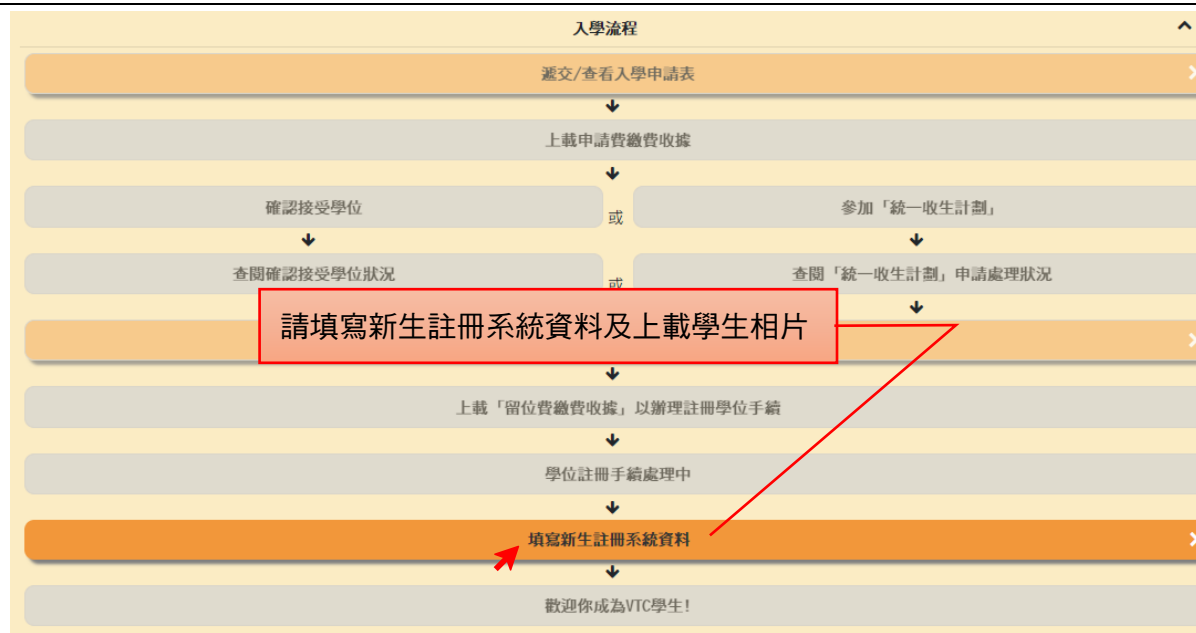 入學流程
遞交/查看入學申請表
上載申請費繳費收據
確認接受學位
或
參加「統一收生計劃」
查閱確認接受學位狀況
或
查閱「統一收生計劃」申請處理狀況
請填寫新生註冊系統資料及上載學生相片
上載「留位費繳費收據」以辦理註冊學位手續
學位註冊手續處理中
填寫新生註冊系統資料
歡迎你成為VTC學生!